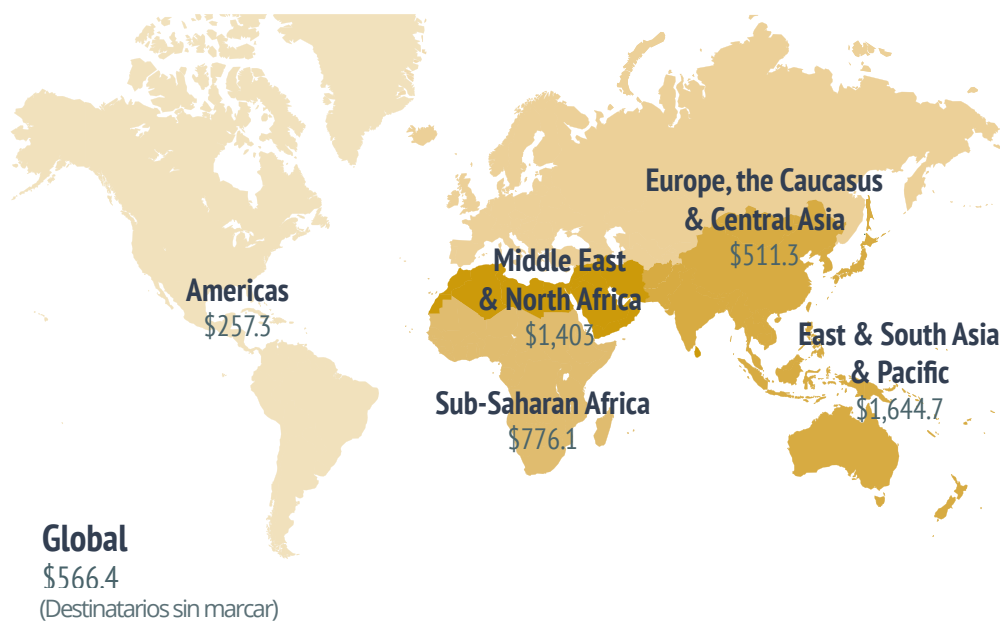 Europe, the Caucasus
& Central Asia
$511.3
Middle East
& North Africa
$1,403
Americas
$257.3
East & South Asia
& Pacific
$1,644.7
Sub-Saharan Africa
$776.1
Global
$566.4
(Destinatarios sin marcar)